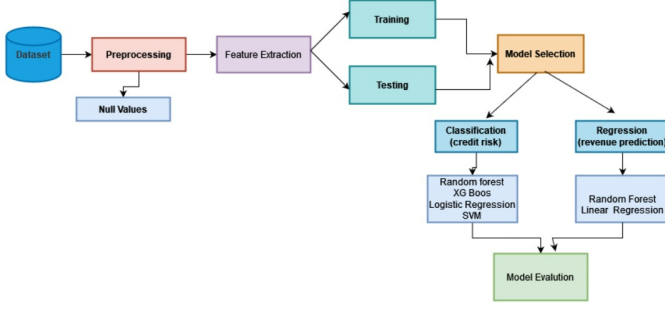 Dataset
Preprocessing
Feature Extraction
Training
Testing
Model Selection
Null Values
Classification
(credit risk)
Regression
(revenue prediction)
Random forest
XG Boos
Logistic Regression
SVM
Random Forest
Linear Regression
Model Evalution